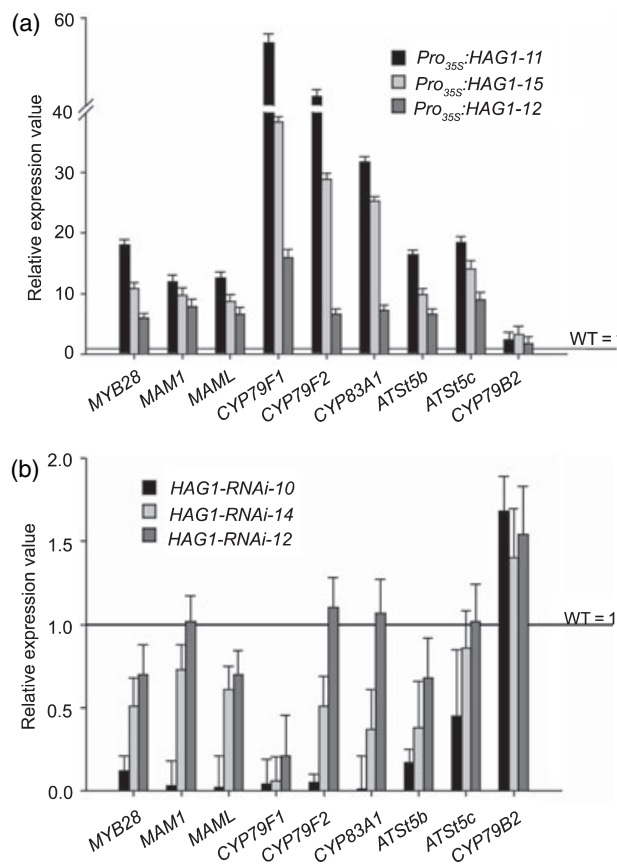 (a)
60
40
30
20
10
0
Relative expression value
Pro35S:HAG1-11
Pro35S:HAG1-15
Pro35S:HAG1-12
WT =
MYB28
MAM1
MAML
CYP79F1
CYP79F2
CYP83A1
ATSt5b
ATSt5c
CYP79B2
(b)
2.0
1.5
1.0
0.5
0.0
Relative expression value
HAG1-RNAi-10
HAG1-RNAi-14
HAG1-RNAi-12
WT = 1
MYB28
MAM1
MAML
CYP79F1
CYP79F2
CYP83A1
ATSt5b
ATSt5c
CYP79B2